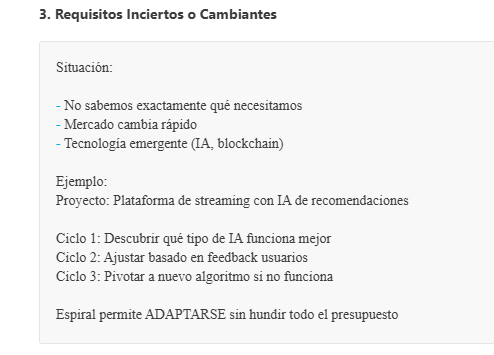 3. Requisitos Inciertos o Cambiantes
Situación:
- No sabemos exactamente qué necesitamos
- Mercado cambia rápido
- Tecnología emergente (IA, blockchain)
Ejemplo:
Proyecto: Plataforma de streaming con IA de recomendaciones
Ciclo 1: Descubrir qué tipo de IA funciona mejor
Ciclo 2: Ajustar basado en feedback usuarios
Ciclo 3: Pivotar a nuevo algoritmo si no funciona
Espiral permite ADAPTARSE sin hundir todo el presupuesto